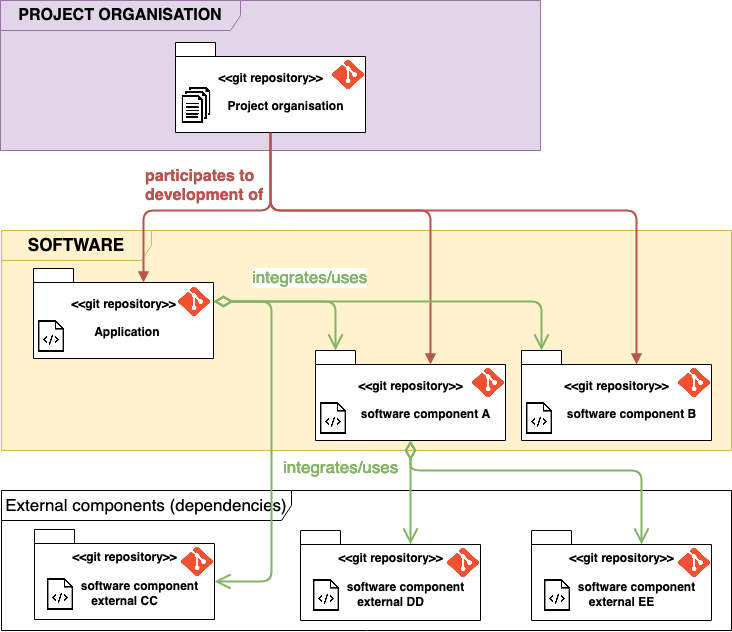 PROJECT ORGANISATION
<<git repository>>
Project organisation
participates to
development of
SOFTWARE
integrates/uses
<<git repository>>
Application
</>
<<git repository>>
software component A
</>
<<git repository>>
software component B
</>
integrates/uses
External components (dependencies)
<<git repository>>
software component
external CC
</>
<<git repository>>
software component
external DD
</>
<<git repository>>
software component
external EE
</>